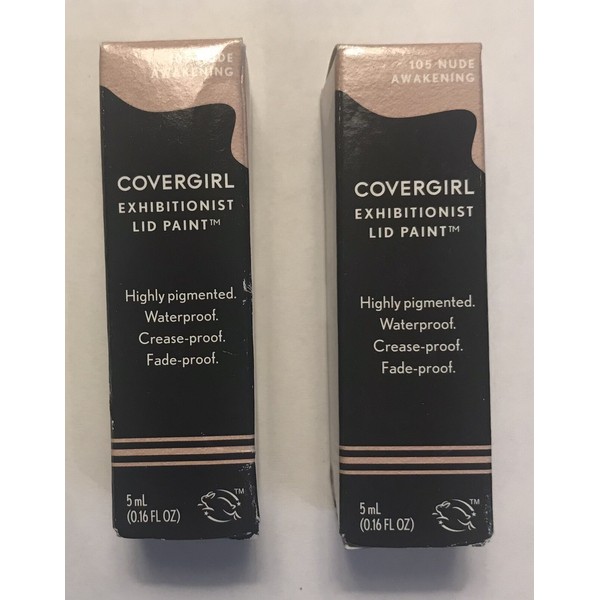 105 NUDE
AWAKENING
COVERGIRL
EXHIBITIONIST
LID PAINT™
Highly pigmented.
Waterproof.
Crease-proof.
Fade-proof.
5 mL
(0.16 FL OZ)
TM
105 NUDE
AWAKENING
COVERGIRL
EXHIBITIONIST
LID PAINT™
Highly pigmented.
Waterproof.
Crease-proof.
Fade-proof.
5 mL
(0.16 FL OZ)
TM